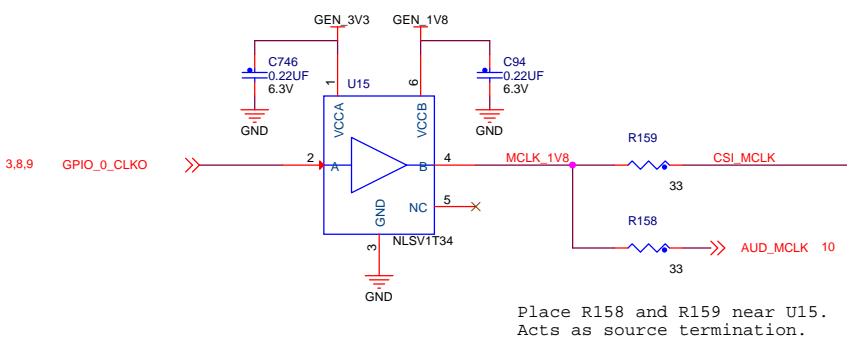 GEN_3V3 GEN_1V8
C746
0.22UF
6.3V
GND
1
VCCA
U15
6
VCCB
C94
0.22UF
6.3V
GND
3,8,9 GPIO_0_CLKO
2
A
B
4
MCLK_1V8
R159
33
CSI_MCLK
NC
5
GND
3
NLSV1T34
GND
R158
33
AUD_MCLK 10
Place R158 and R159 near U15.
Acts as source termination.